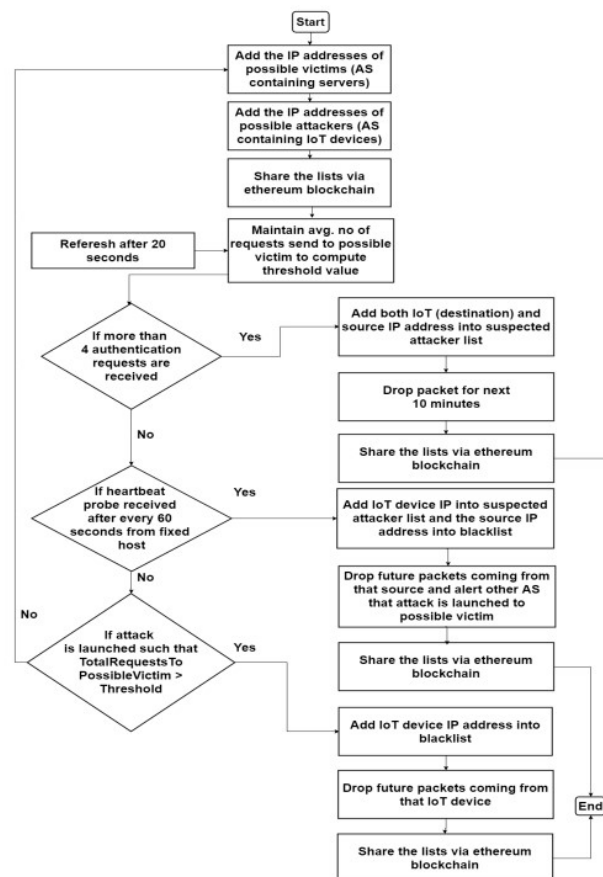 Start
Add the IP addresses of
possible victims (AS
containing servers)
Add the IP addresses of
possible attackers (AS
containing IoT devices)
Share the lists via
ethereum blockchain
Referesh after 20
seconds
Maintain avg. no of
requests send to possible
victim to compute
threshold value
If more than
4 authentication
requests are
received
Yes
Add both IoT (destination) and
source IP address into suspected
attacker list
Drop packet for next
10 minutes
Share the lists via ethereum
blockchain
No
If heartbeat
probe received
after every 60
seconds from fixed
host
Yes
Add IoT device IP into suspected
attacker list and the source IP
address into blacklist
Drop future packets coming from
that source and alert other AS
that attack is launched to
possible victim
Share the lists via ethereum
blockchain
No
No
If attack
is launched such that
TotalRequestsTo
PossibleVictim >
Threshold
Yes
Add IoT device IP address into
blacklist
Drop future packets coming from
that IoT device
Share the lists via ethereum
blockchain
End